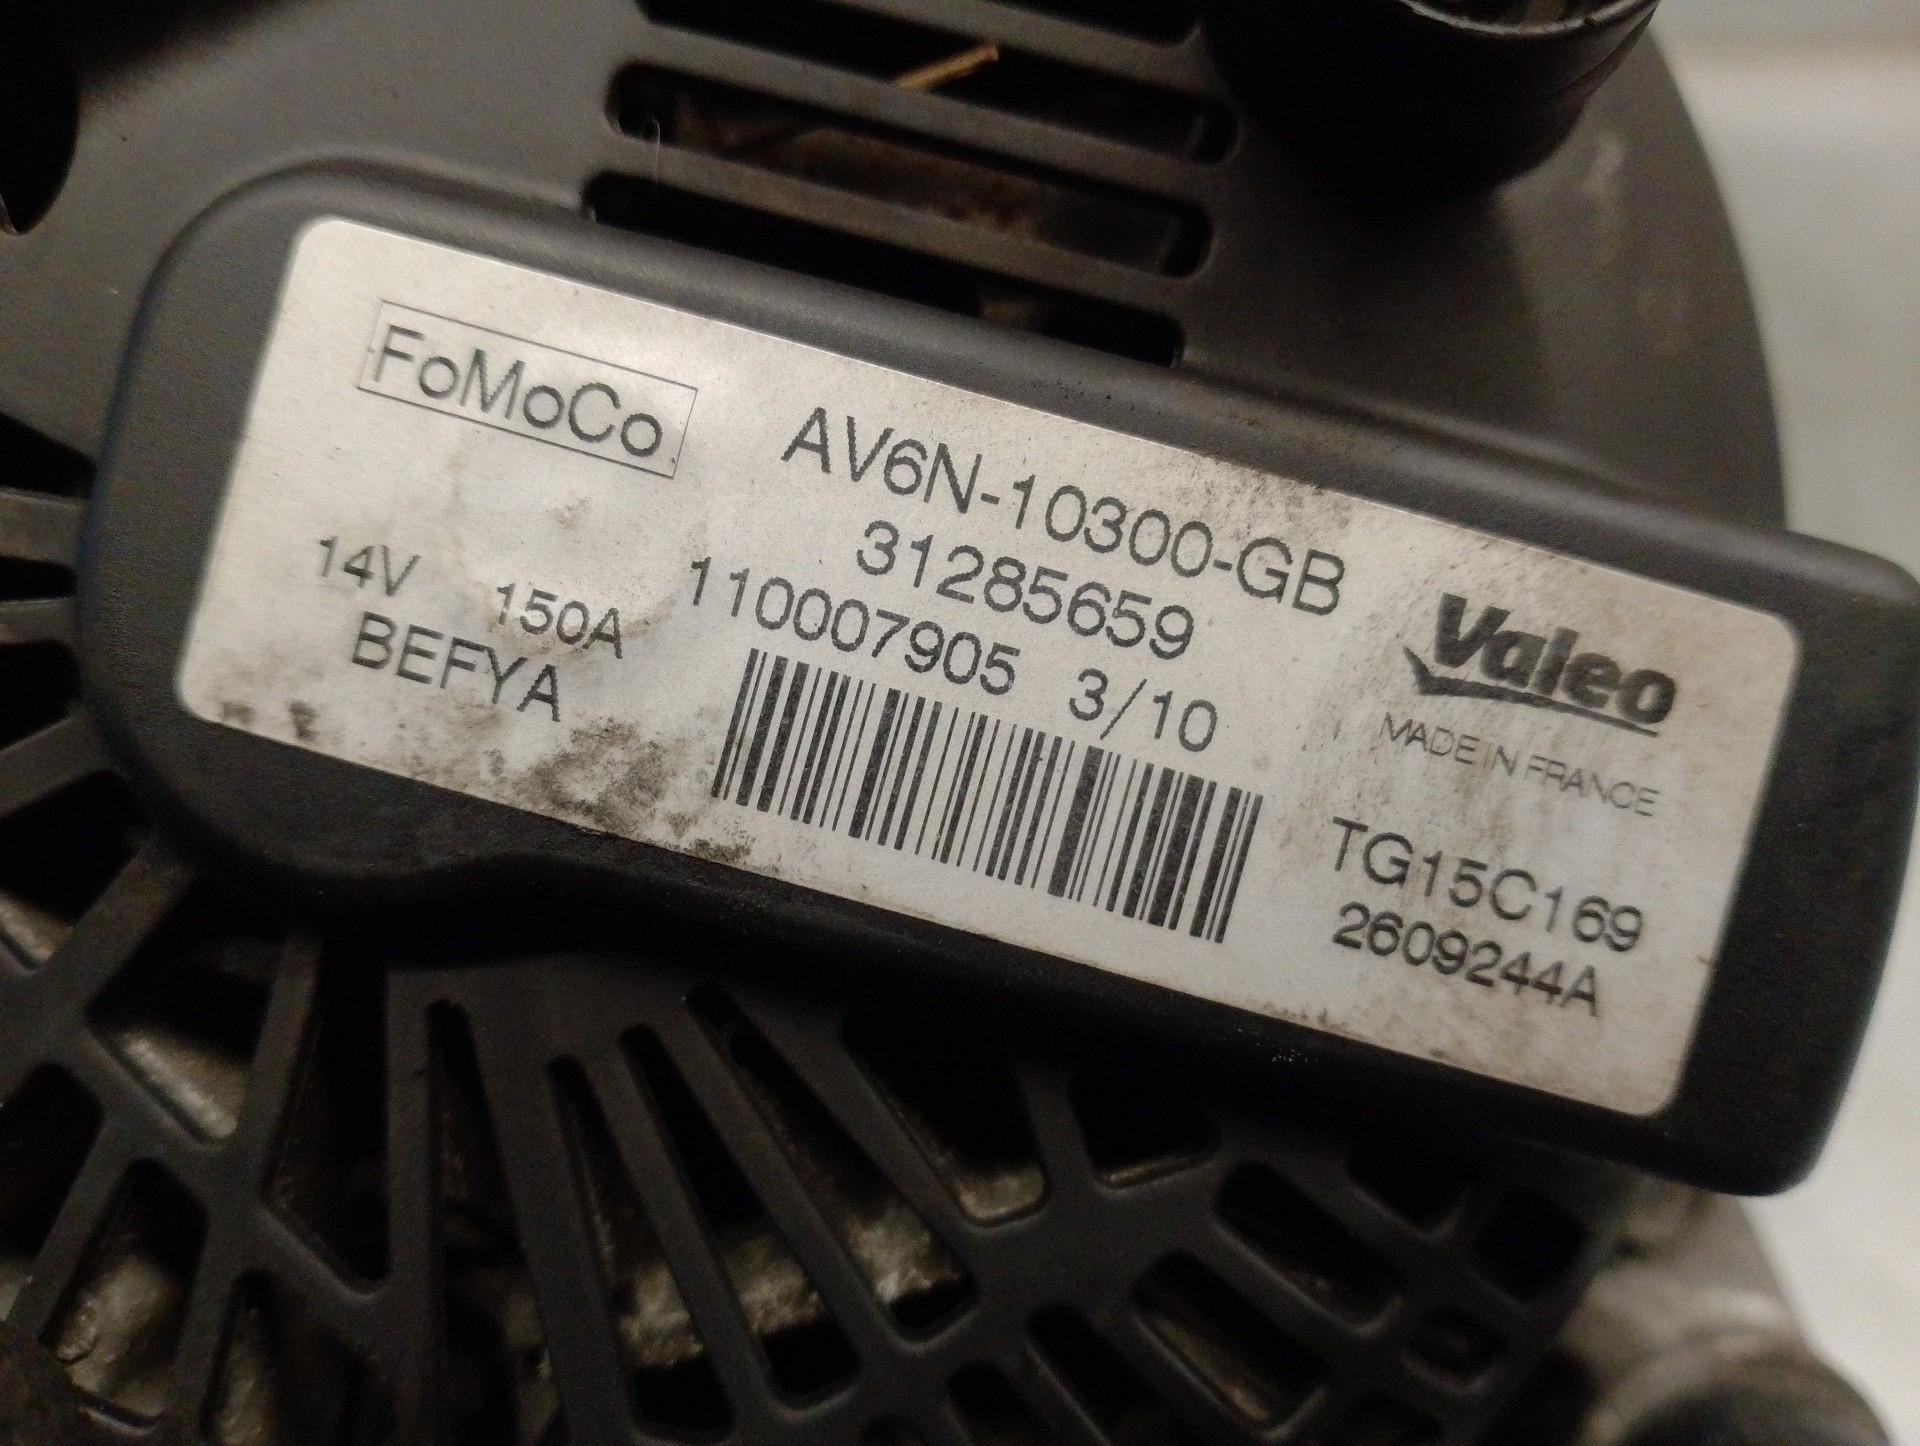 FoMoCo
AV6N-10300-GB
31285659
14V 150A 110007905 3/10
BEFYA
Valeo
MADE IN FRANCE
TG15C169
2609244A